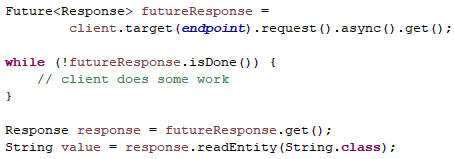 Future<Response> futureResponse =
client.target(endpoint).request().async().get();
while (!futureResponse.isDone()) {
// client does some work
}
Response response = futureResponse.get();
String value = response.readEntity(String.class);